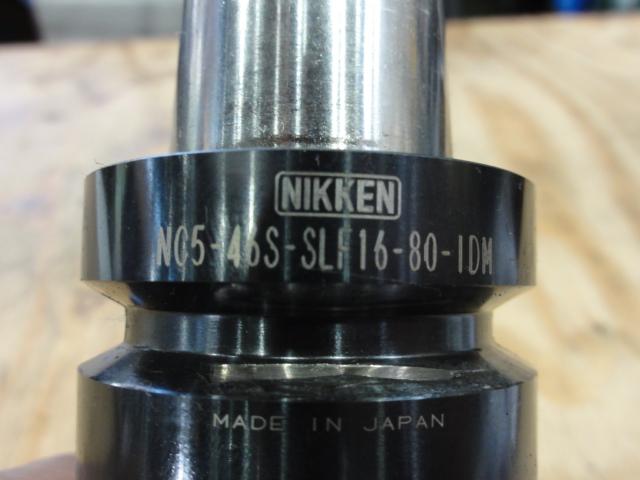 NIKKEN
NC5-46S-SLF16-80-IDM
MADE IN JAPAN